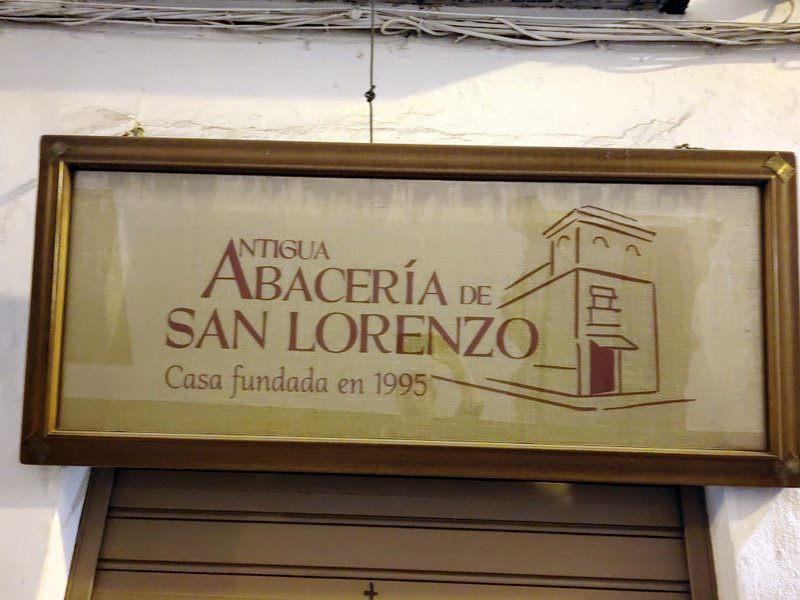 ANTIGUA
ABACERÍA DE
SAN LORENZO
Casa fundada en 1995